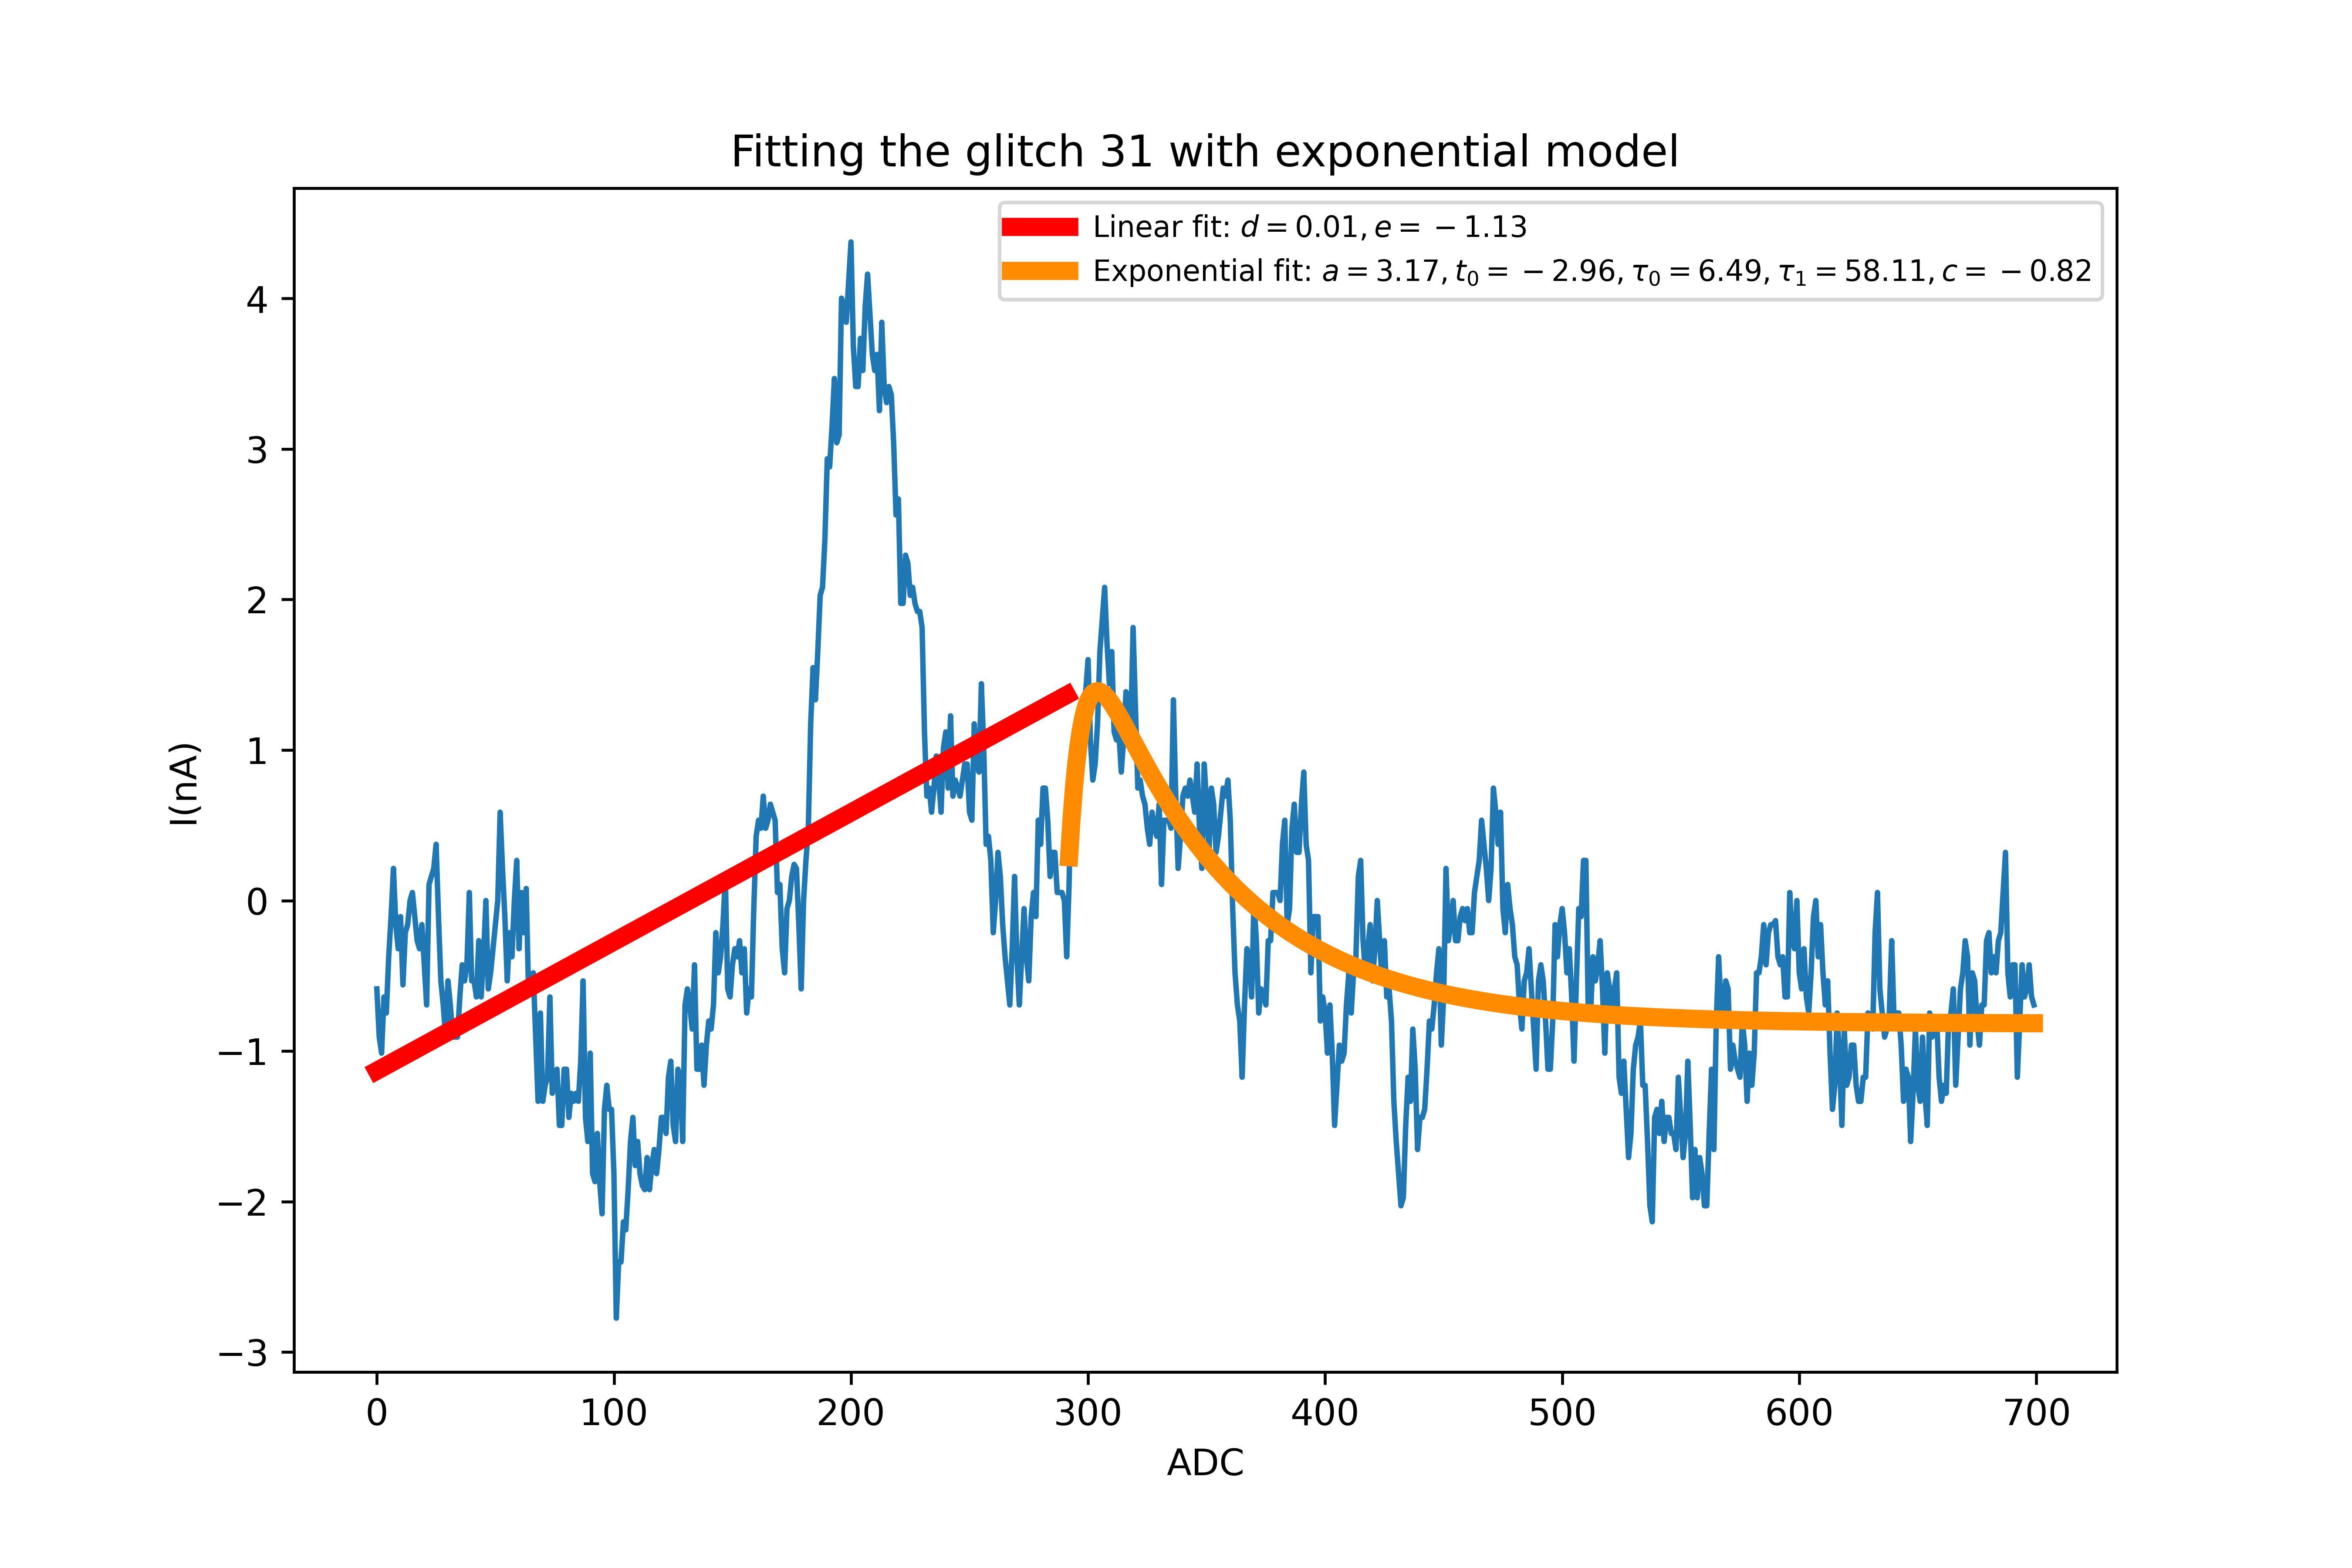 Fitting the glitch 31 with exponential model
Linear fit: d = 0.01, e = −1.13
Exponential fit: a = 3.17, t₀ = −2.96, τ₀ = 6.49, τ₁ = 58.11, c = −0.82
4
3
2
1
0
−1
−2
−3
I(nA)
0 100 200 300 400 500 600 700
ADC